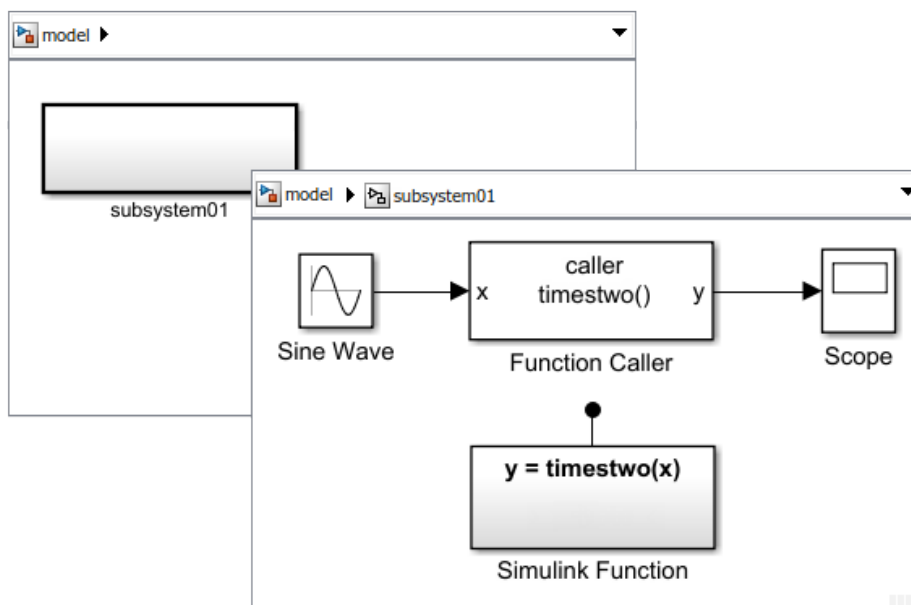 model
subsystem01
model subsystem01
caller
timestwo()
x
y
Sine Wave
Function Caller
Scope
y = timestwo(x)
Simulink Function